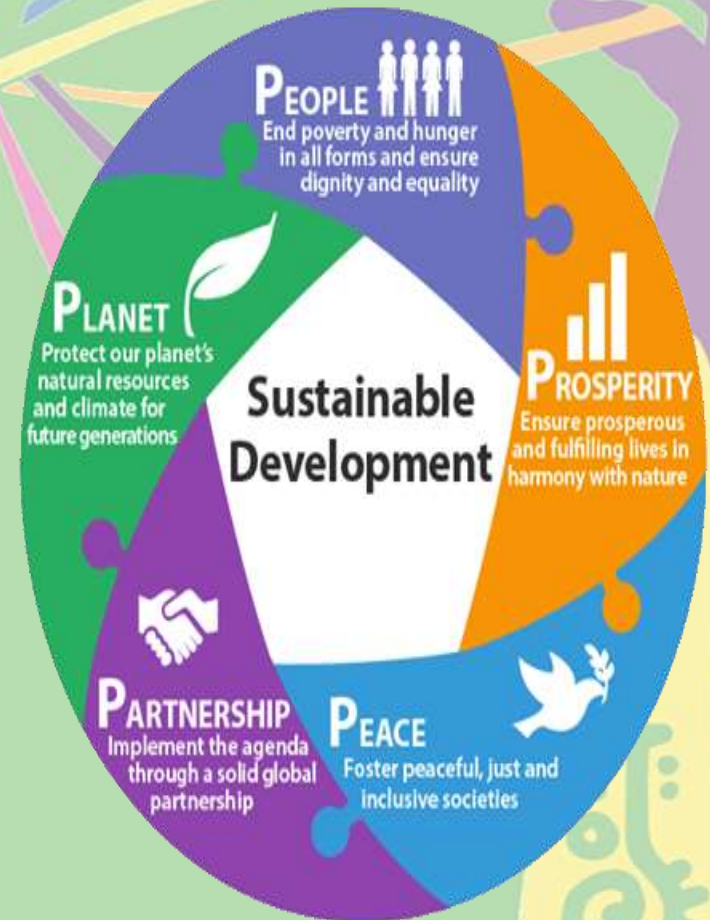 PEOPLE
End poverty and hunger
in all forms and ensure
dignity and equality
PLANET
Protect our planet's
natural resources
and climate for
future generations
Sustainable
Development
PROSPERITY
Ensure prosperous
and fulfilling lives in
harmony with nature
PARTNERSHIP
Implement the agenda
through a solid global
partnership
PEACE
Foster peaceful, just and
inclusive societies